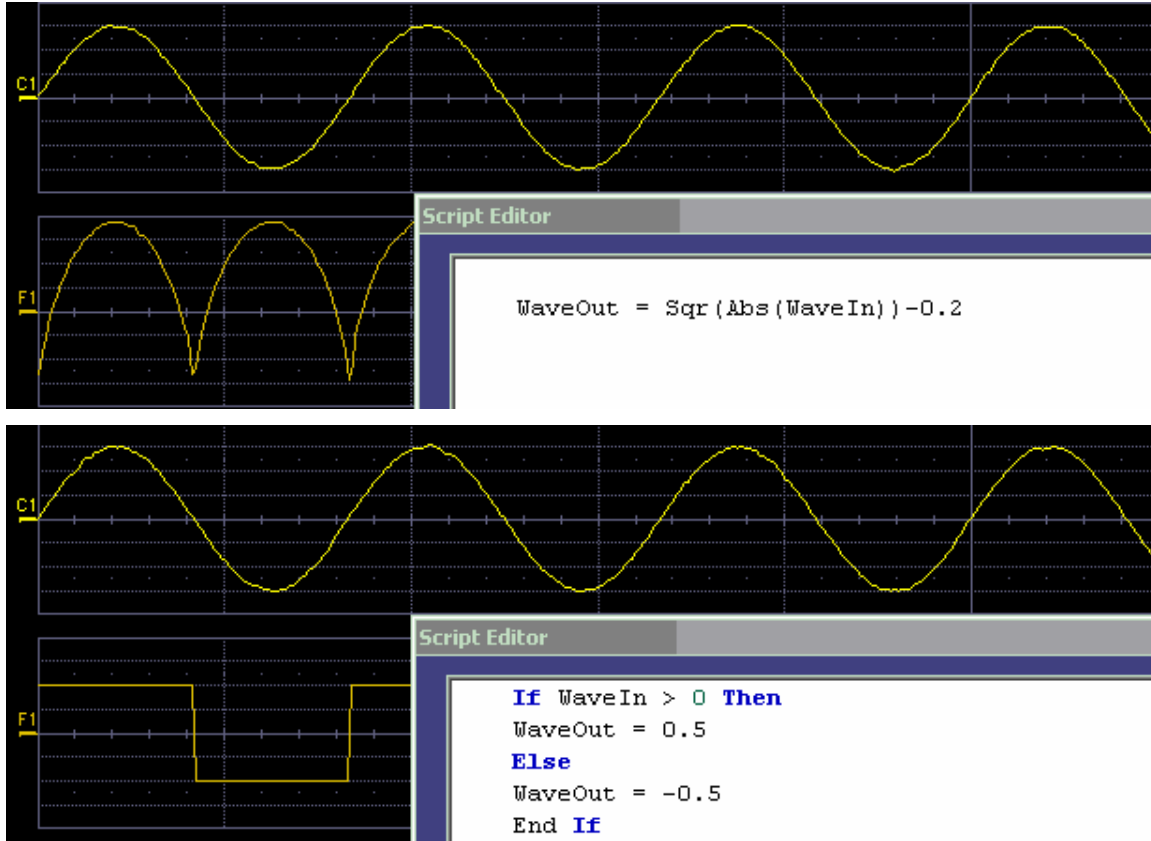 C1
Script Editor
F1
WaveOut = Sqr(Abs(WaveIn))-0.2
C1
Script Editor
If WaveIn > 0 Then
F1
WaveOut = 0.5
Else
WaveOut = -0.5
End If